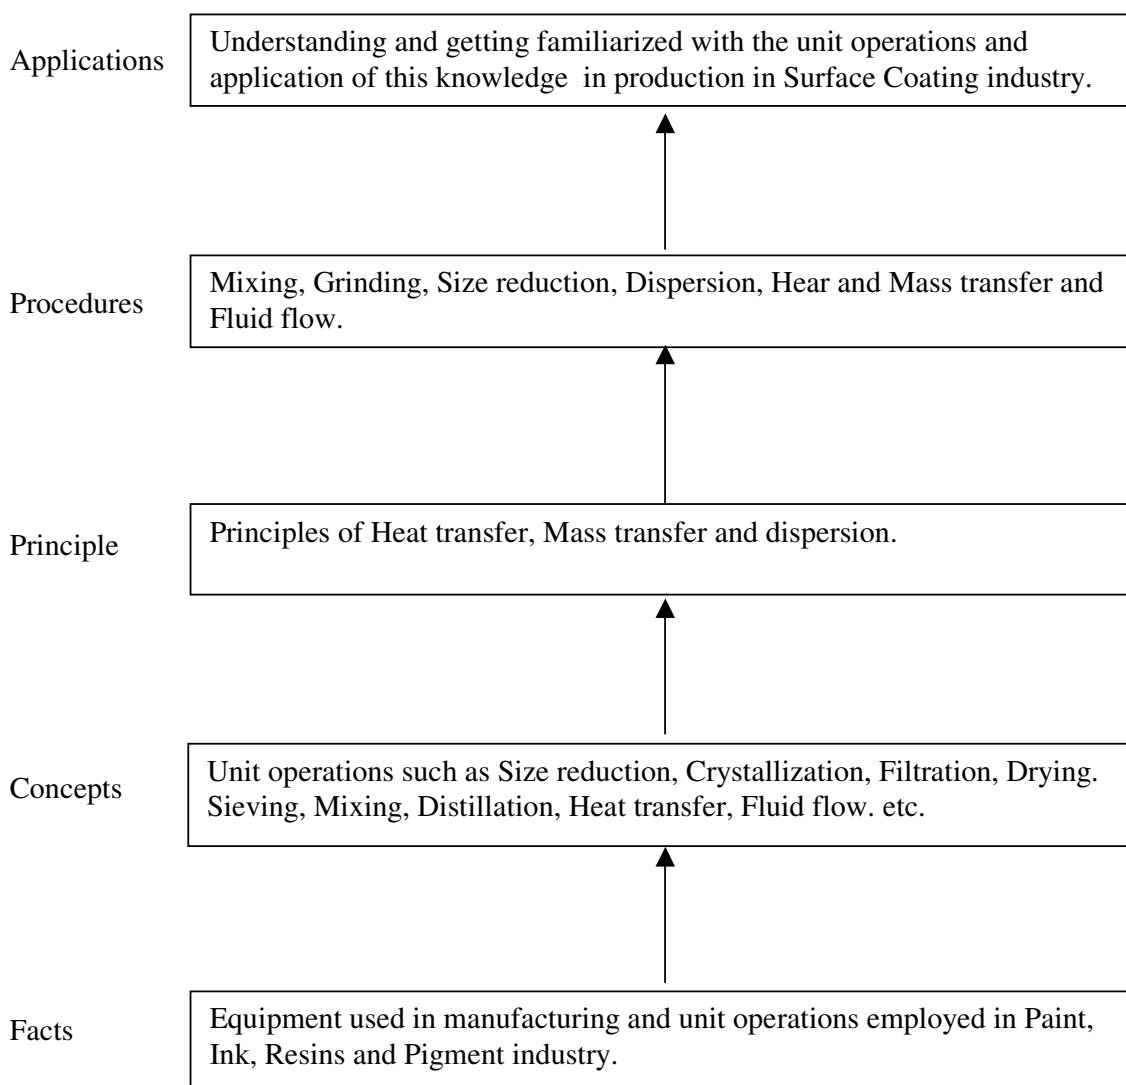 Applications
Understanding and getting familiarized with the unit operations and
application of this knowledge  in production in Surface Coating industry.
Procedures
Mixing, Grinding, Size reduction, Dispersion, Hear and Mass transfer and
Fluid flow.
Principle
Principles of Heat transfer, Mass transfer and dispersion.
Concepts
Unit operations such as Size reduction, Crystallization, Filtration, Drying.
Sieving, Mixing, Distillation, Heat transfer, Fluid flow. etc.
Facts
Equipment used in manufacturing and unit operations employed in Paint,
Ink, Resins and Pigment industry.